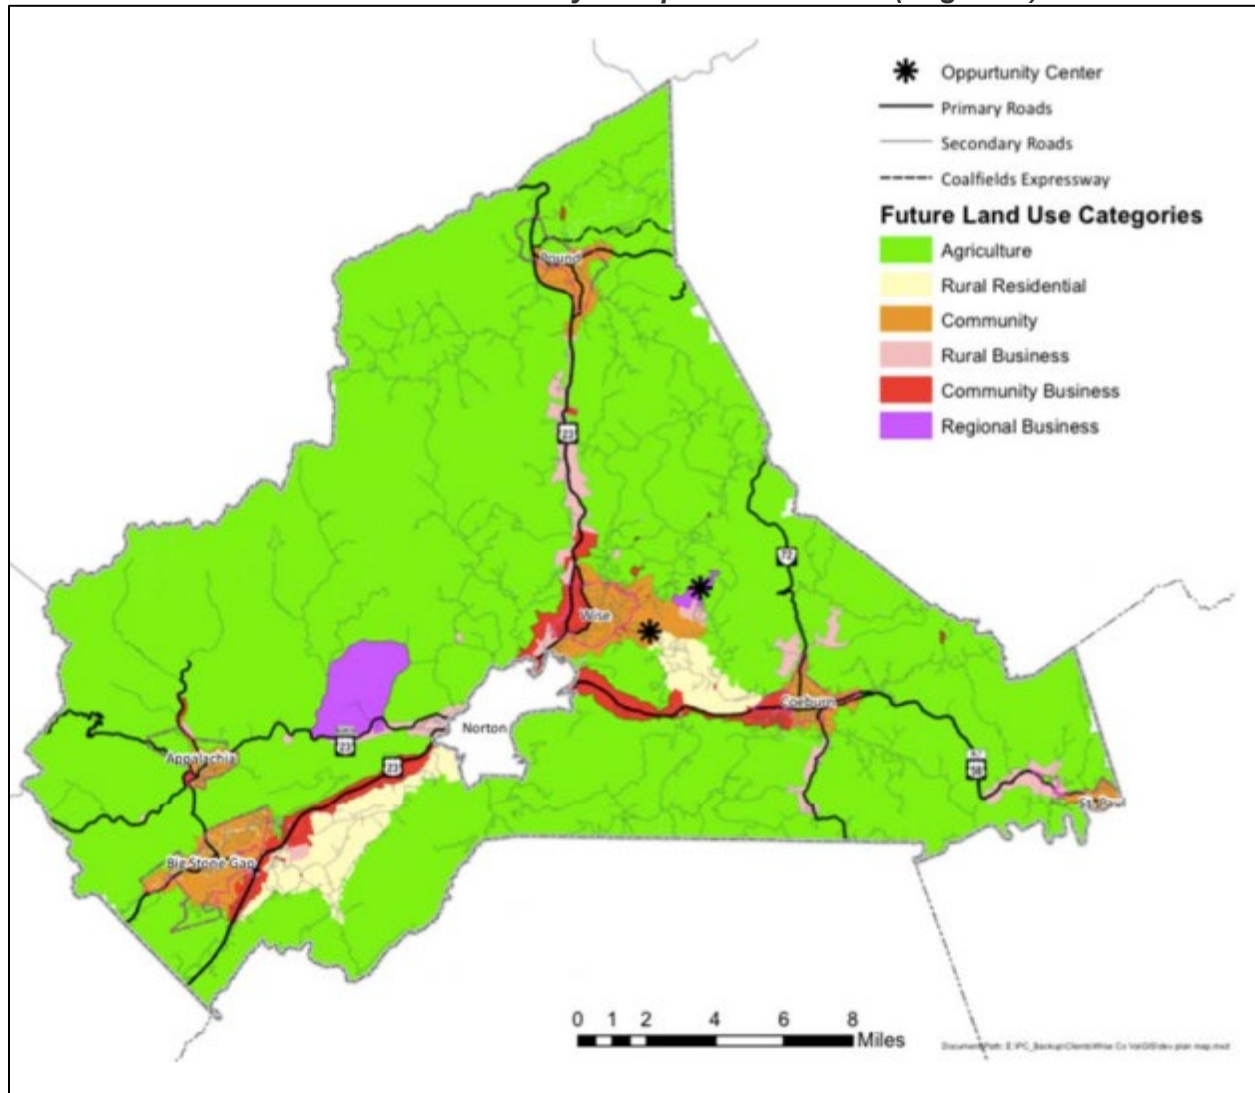 Oppurtunity Center
Primary Roads
Secondary Roads
Coalfields Expressway
Future Land Use Categories
Agriculture
Rural Residential
Community
Rural Business
Community Business
Regional Business
Pound
23
72
Wise
Coeburn
Norton
23
Appalachia
23
58
St. Paul
Big Stone Gap
0 1 2 4 6 8
Miles